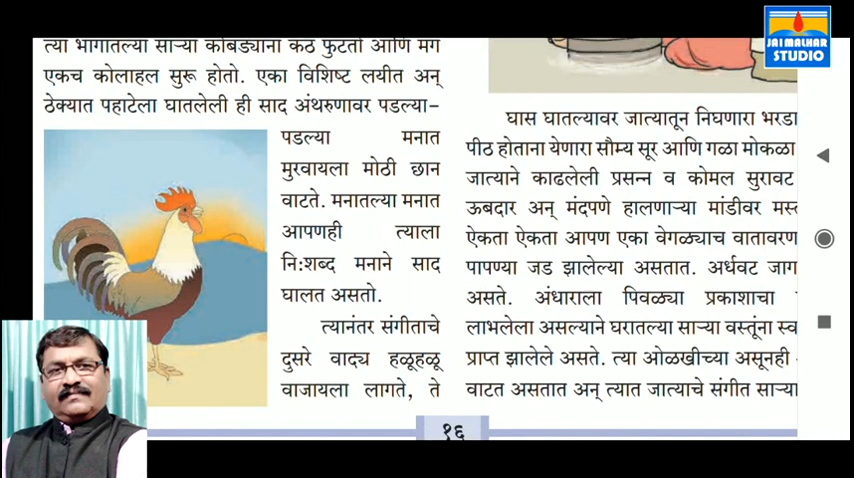 त्या भागातल्या साऱ्या कोंबड्यांना कंठ फुटतो आणि मग
एकच कोलाहल सुरू होतो. एका विशिष्ट लयीत अन्
ठेक्यात पहाटेला घातलेली ही साद अंथरुणावर पडल्या–
पडल्या मनात
मुरवायला मोठी छान
वाटते. मनातल्या मनात
आपणही त्याला
नि:शब्द मनाने साद
घालत असतो.
त्यानंतर संगीताचे
दुसरे वाद्य हळूहळू
वाजायला लागते, ते
घास घातल्यावर जात्यातून निघणारा भरडा
पीठ होताना येणारा सौम्य सूर आणि गळा मोकळा
जात्याने काढलेली प्रसन्न व कोमल सुरावट
ऊबदार अन् मंदपणे हालणाऱ्या मांडीवर
ऐकता ऐकता आपण एका वेगळ्याच वातावरण
पापण्या जड झालेल्या असतात. अर्धवट
असते. अंधाराला पिवळ्या प्रकाशाचा
लाभलेला असल्याने घरातल्या साऱ्या वस्तूंना
प्राप्त झालेले असते. त्या ओळखीच्या असूनही
वाटत असतात अन् त्यात जात्याचे संगीत साऱ्या
१६
JAI MALHAR
STUDIO